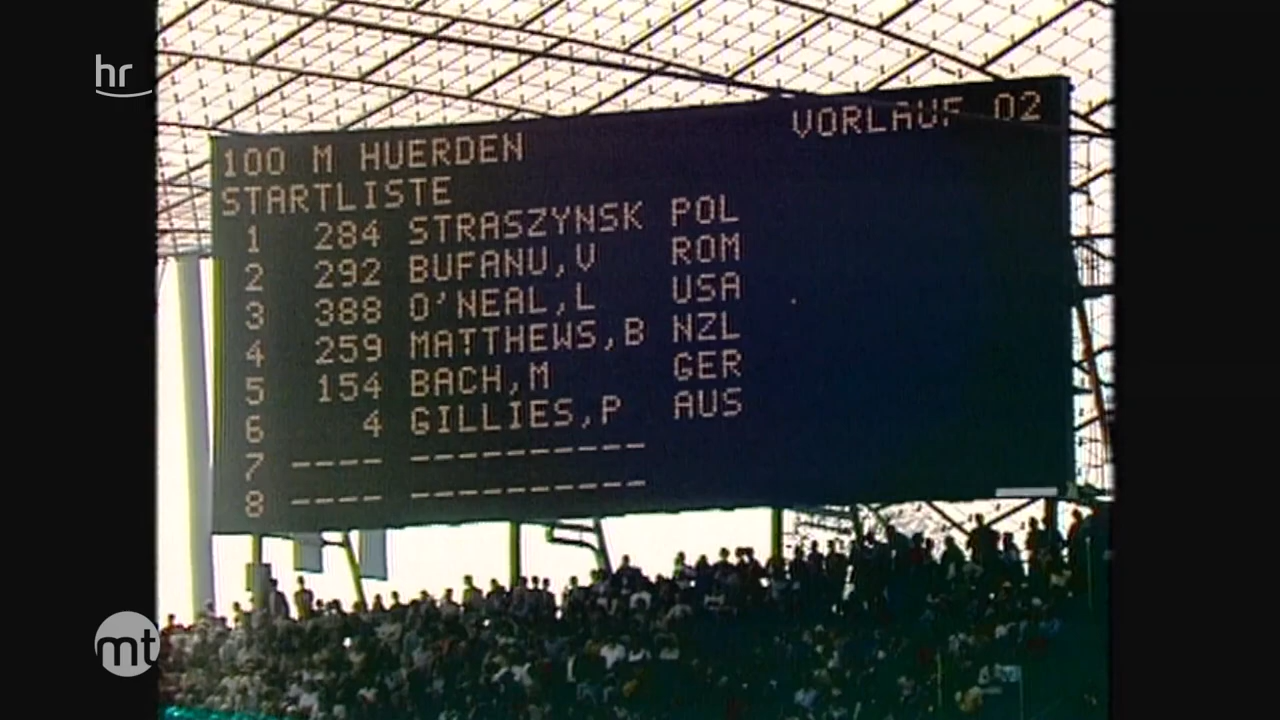 hr
VORLAUF 02
100 M HUERDEN
STARTLISTE
1 284 STRASZYNSK POL
2 292 BUFANU,V ROM
3 388 O'NEAL,L USA
4 259 MATTHEWS,B NZL
5 154 BACH,M GER
6 4 GILLIES,P AUS
7 ---- ----------
8 ---- ----------
mt